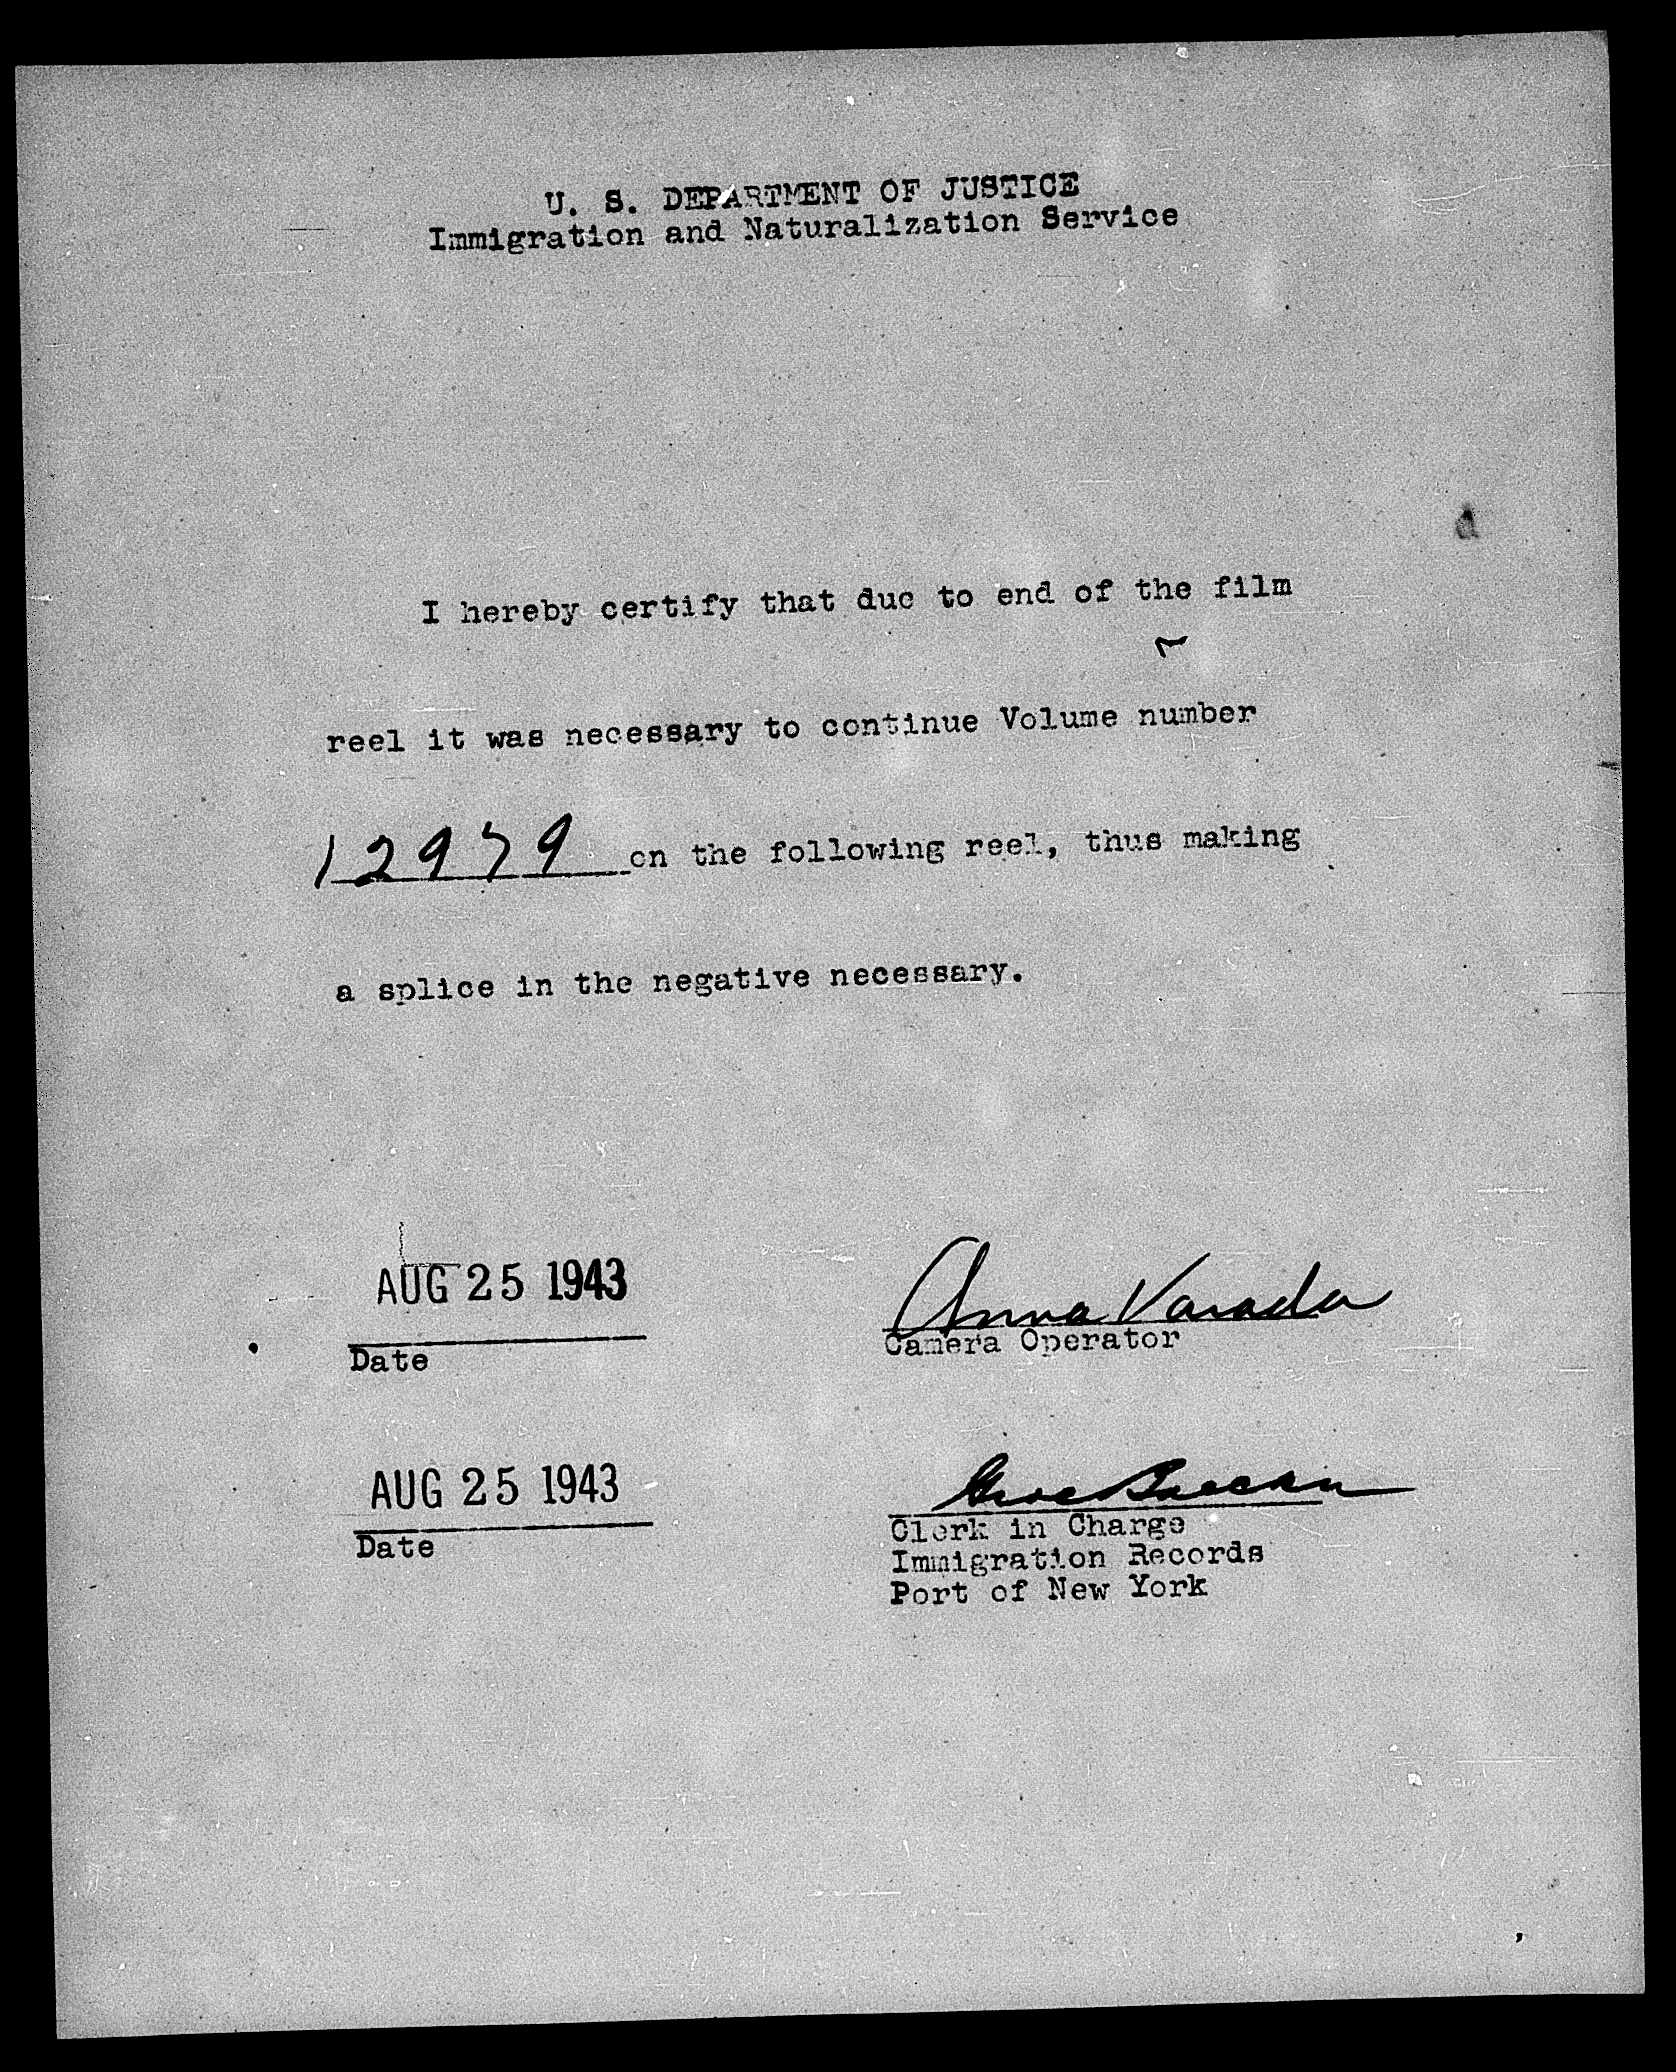 U. S. DEPARTMENT OF JUSTICE
Immigration and Naturalization Service
I hereby certify that due to end of the film
reel it was necessary to continue Volume number
12979 on the following reel, thus making
a splice in the negative necessary.
AUG 25 1943
Anna Varada
Date
Camera Operator
AUG 25 1943
Date
Clerk in Charge
Immigration Records
Port of New York